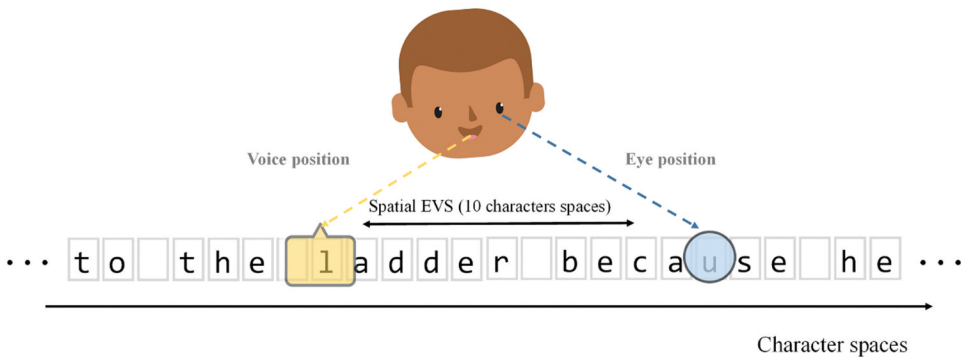 Voice position
Eye position
Spatial EVS (10 characters spaces)
... to the ladder because he ...
Character spaces